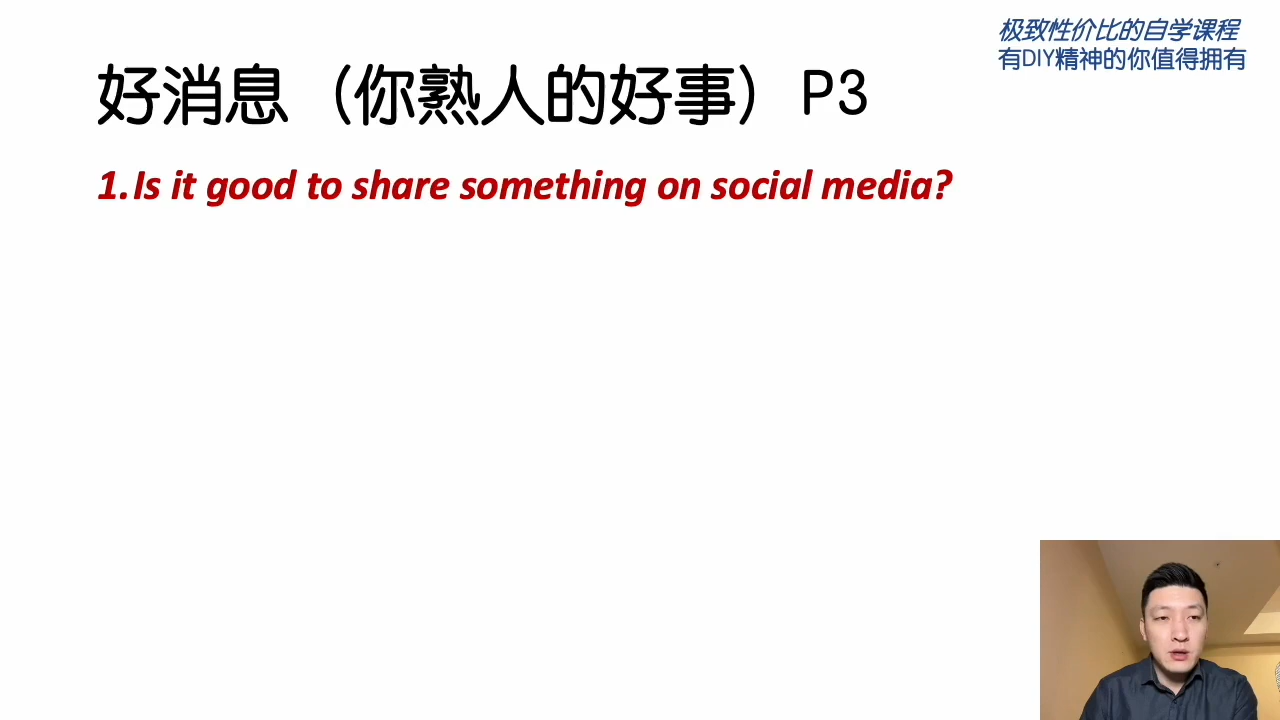 极致性价比的自学课程
有DIY精神的你值得拥有
好消息（你熟人的好事）P3
1. Is it good to share something on social media?